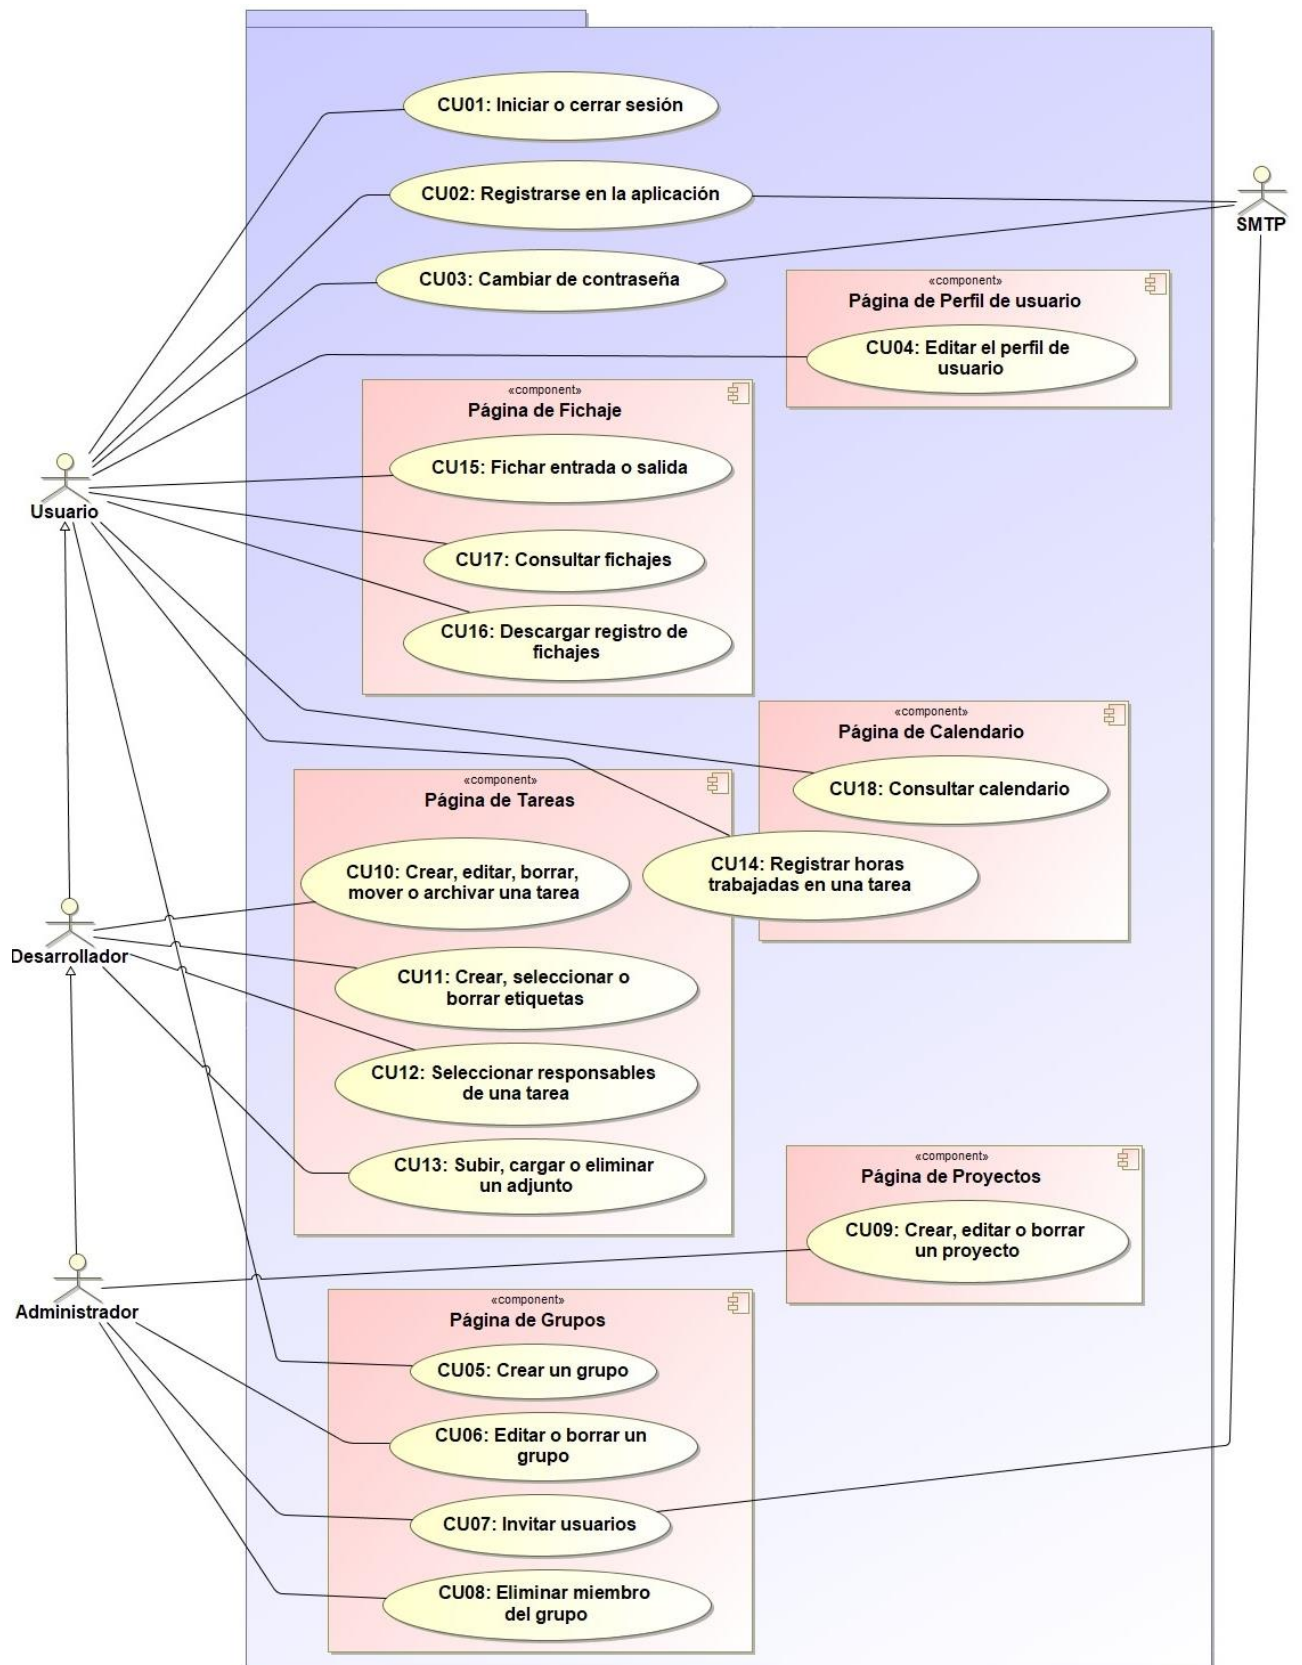 CU01: Iniciar o cerrar sesión
CU02: Registrarse en la aplicación
SMTP
CU03: Cambiar de contraseña
«component»
Página de Perfil de usuario
CU04: Editar el perfil de
usuario
«component»
Página de Fichaje
CU15: Fichar entrada o salida
Usuario
CU17: Consultar fichajes
CU16: Descargar registro de
fichajes
«component»
Página de Calendario
CU18: Consultar calendario
«component»
Página de Tareas
CU10: Crear, editar, borrar,
mover o archivar una tarea
CU14: Registrar horas
trabajadas en una tarea
Desarrollador
CU11: Crear, seleccionar o
borrar etiquetas
CU12: Seleccionar responsables
de una tarea
CU13: Subir, cargar o eliminar
un adjunto
«component»
Página de Proyectos
CU09: Crear, editar o borrar
un proyecto
Administrador
«component»
Página de Grupos
CU05: Crear un grupo
CU06: Editar o borrar un
grupo
CU07: Invitar usuarios
CU08: Eliminar miembro
del grupo